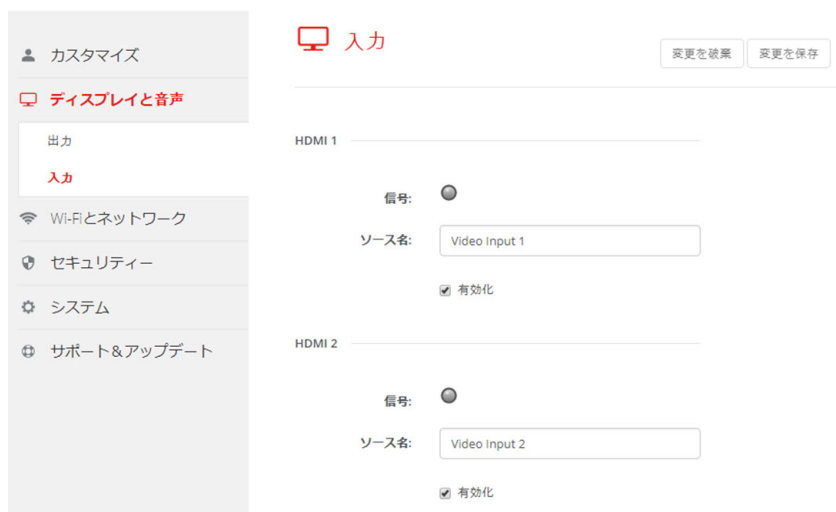 カスタマイズ
ディスプレイと音声
出力
入力
Wi-Fiとネットワーク
セキュリティー
システム
サポート＆アップデート
入力
変更を破棄
変更を保存
HDMI 1
信号:
ソース名:
Video Input 1
有効化
HDMI 2
信号:
ソース名:
Video Input 2
有効化